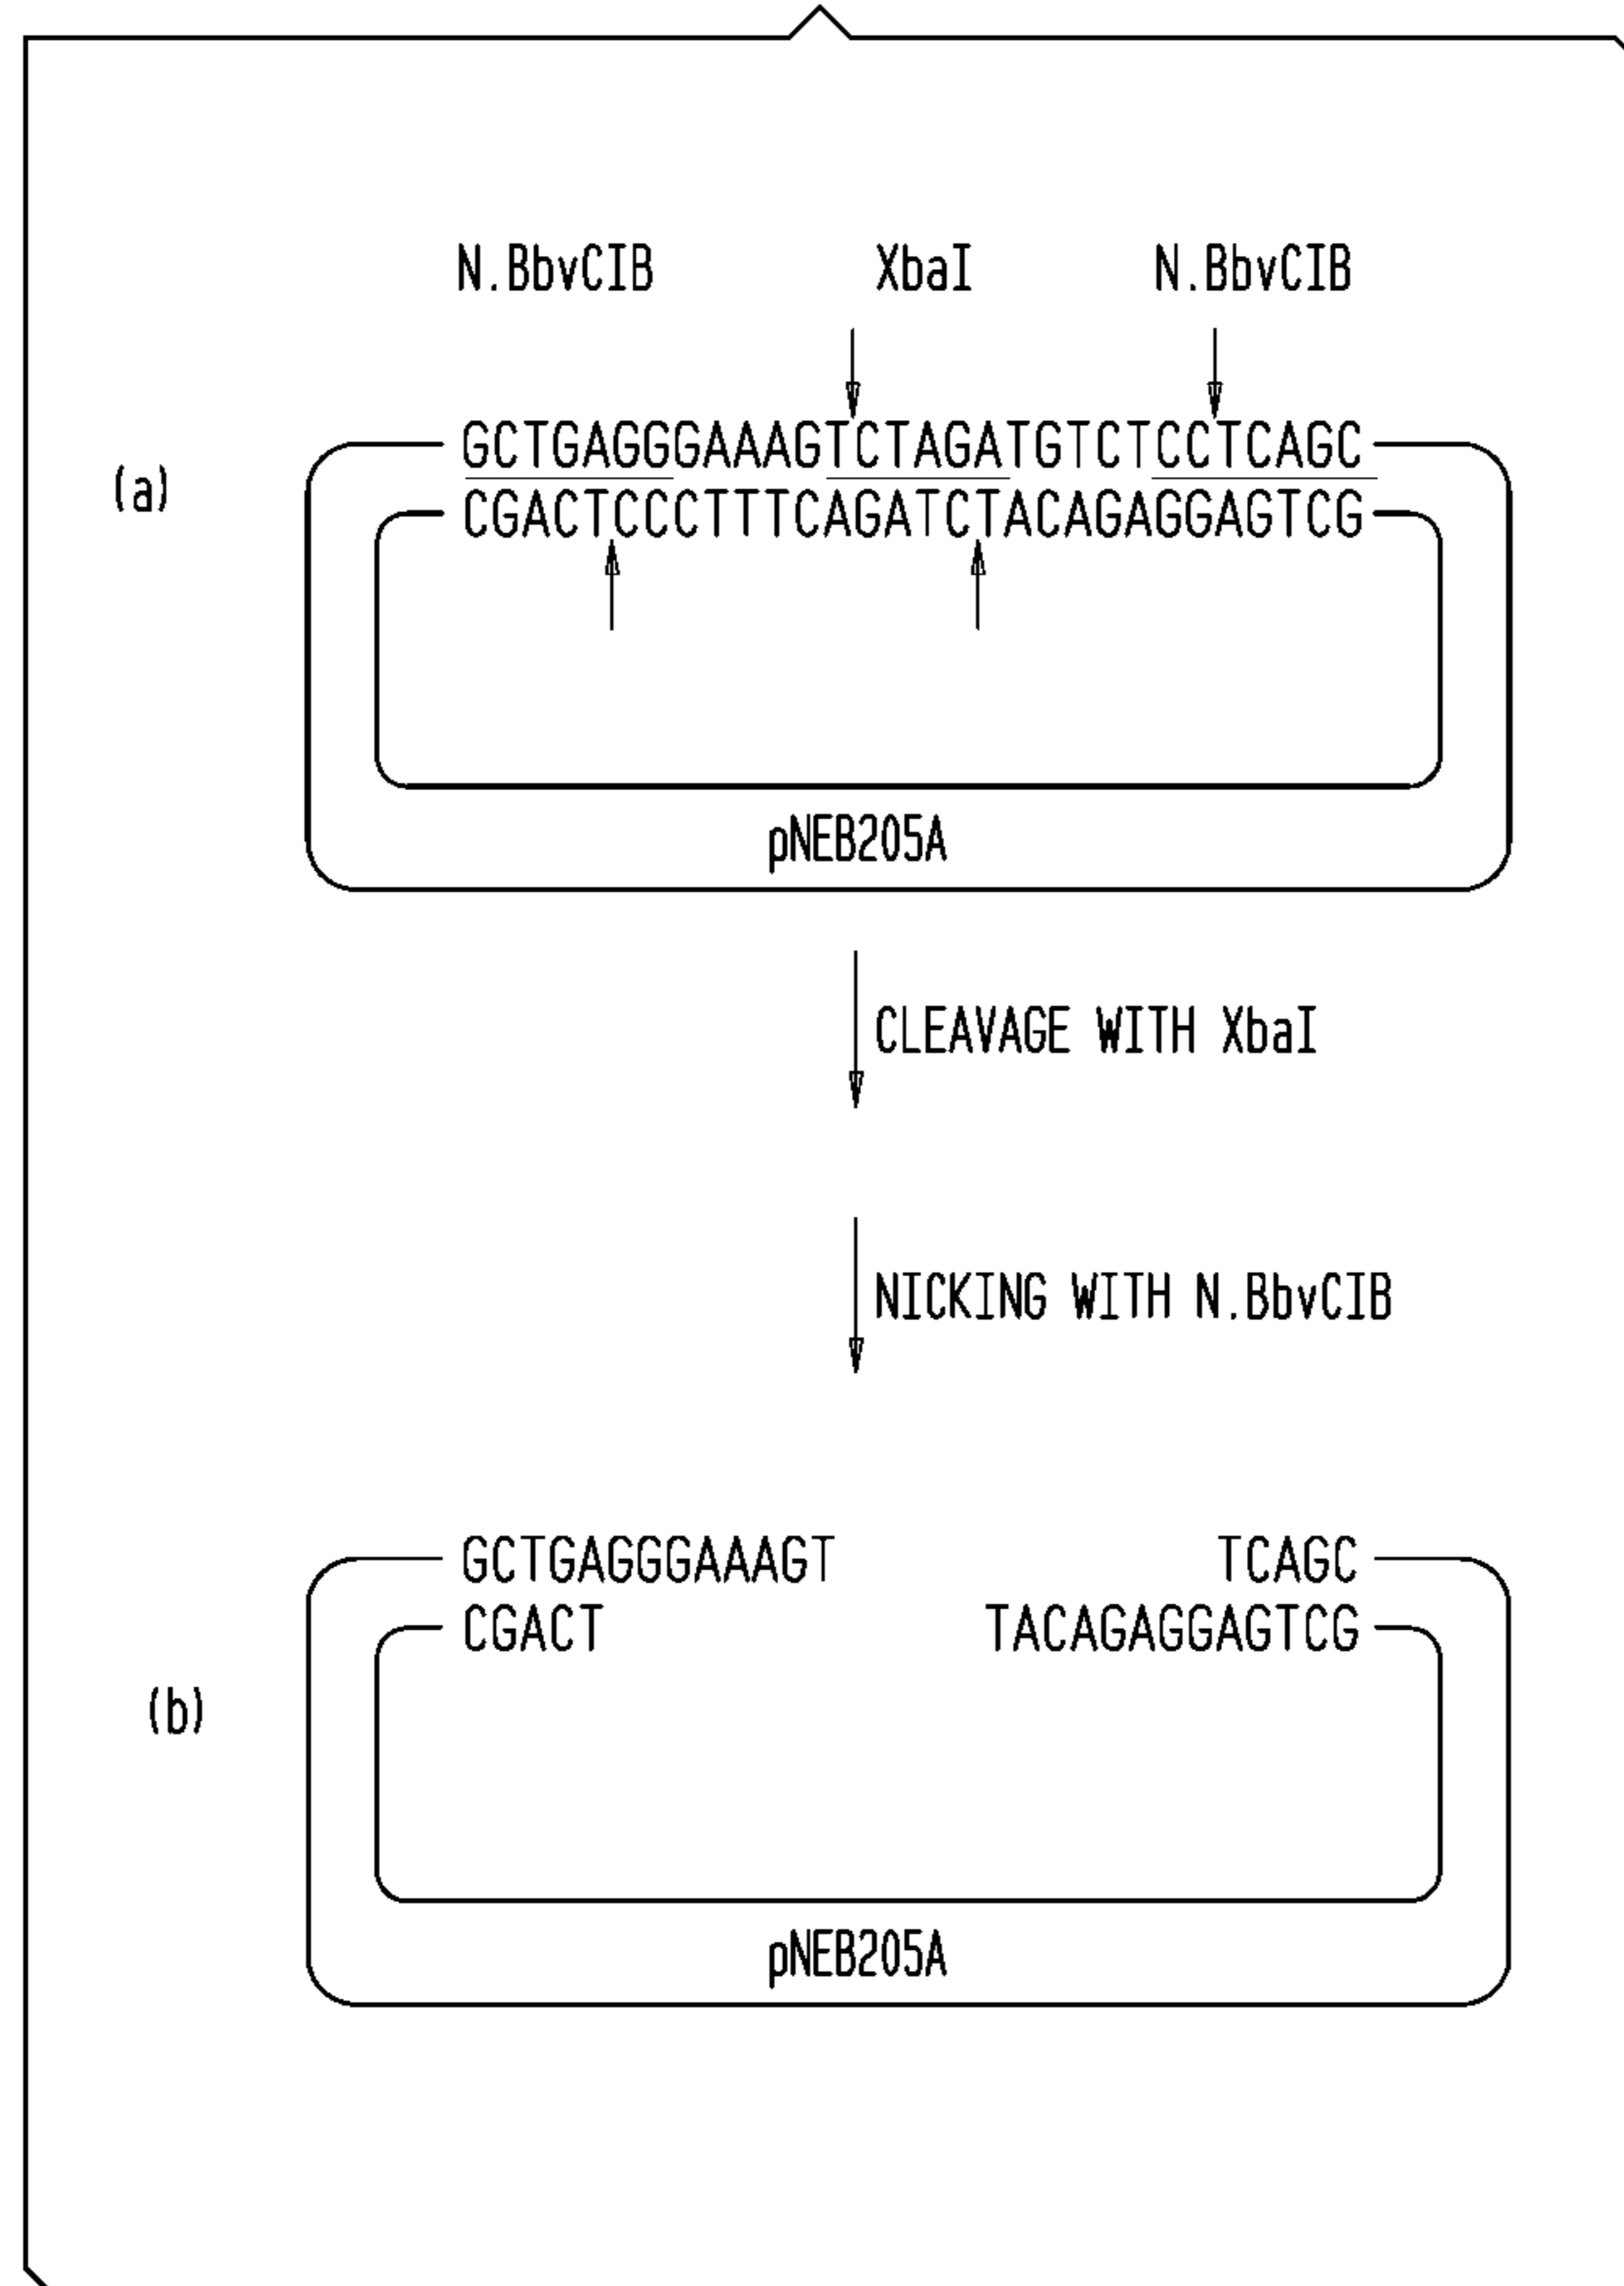 N.BbvCIB XbaI N.BbvCIB
(a)
GCTGAGGGAAAGTCTAGATGTCTCCTCAGC
CGACTCCCTTTCAGATCTACAGAGGAGTCG
pNEB205A
CLEAVAGE WITH XbaI
NICKING WITH N.BbvCIB
GCTGAGGGAAAGT TCAGC
CGACT TACAGAGGAGTCG
(b)
pNEB205A